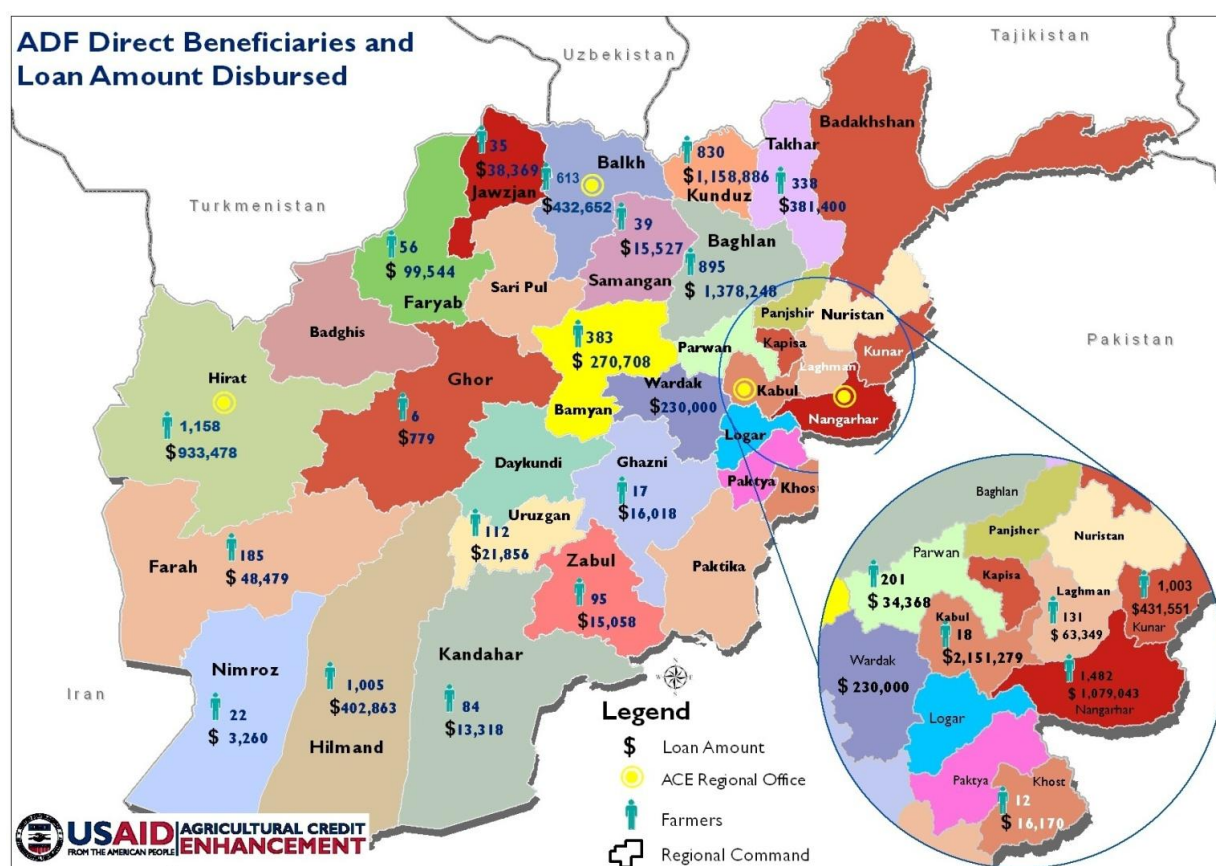 ADF Direct Beneficiaries and
Loan Amount Disbursed
Uzbekistan
Tajikistan
Turkmenistan
Pakistan
Iran
Badakhshan
Takhar
338
$381,400
830
$1,158,886
Kunduz
35
$38,369
Jawzjan
Balkh
613
$432,652
39
$15,527
Samangan
Baghlan
895
$ 1,378,248
56
$ 99,544
Faryab
Sari Pul
Badghis
Panjshir
Nuristan
Kapisa
Kunar
Laghman
Parwan
Kabul
Nangarhar
383
$ 270,708
Bamyan
Wardak
$230,000
Hirat
1,158
$933,478
Ghor
6
$779
Daykundi
Ghazni
17
$16,018
Logar
Paktya
Khost
Paktika
Uruzgan
112
$21,856
Zabul
95
$15,058
Farah
185
$ 48,479
Nimroz
22
$ 3,260
1,005
$402,863
Hilmand
Kandahar
84
$13,318
Baghlan
Panjsher
Nuristan
Parwan
201
$ 34,368
Kapisa
Laghman
131
$ 63,349
1,003
$431,551
Kunar
Kabul
18
$2,151,279
Wardak
$ 230,000
1,482
$ 1,079,043
Nangarhar
Logar
Paktya
Khost
12
$ 16,170
Legend
$ Loan Amount
ACE Regional Office
Farmers
Regional Command
USAID
FROM THE AMERICAN PEOPLE
AGRICULTURAL CREDIT
ENHANCEMENT